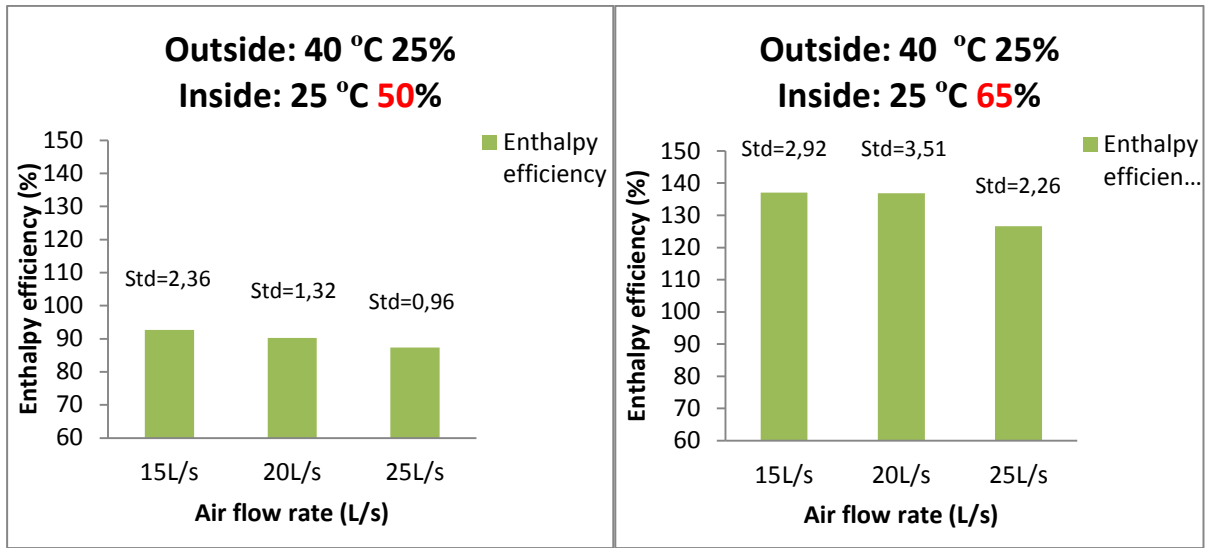 Outside: 40 °C 25%
Inside: 25 °C 50%
Enthalpy efficiency (%)
150
140
130
120
110
100
90
80
70
60
Std=2,36
Std=1,32
Std=0,96
Enthalpy
efficiency
15L/s
20L/s
25L/s
Air flow rate (L/s)
Outside: 40 °C 25%
Inside: 25 °C 65%
Enthalpy efficiency (%)
150
140
130
120
110
100
90
80
70
60
Std=2,92
Std=3,51
Std=2,26
Enthalpy
efficien...
15L/s
20L/s
25L/s
Air flow rate (L/s)